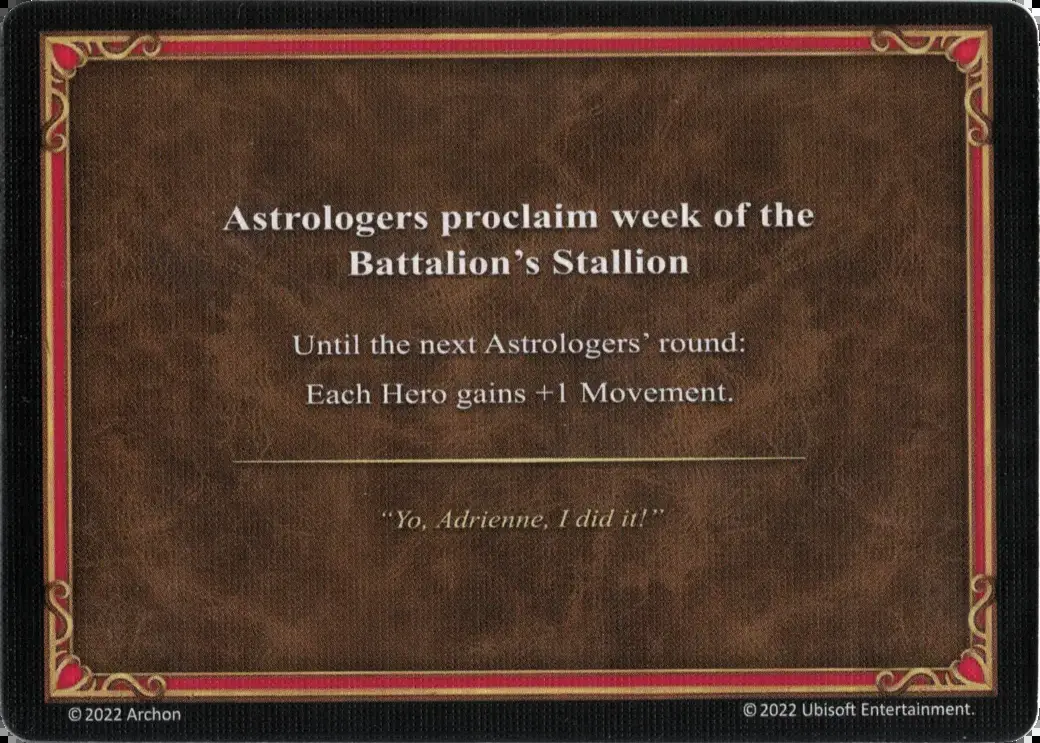 Astrologers proclaim week of the
Battalion’s Stallion
Until the next Astrologers’ round:
Each Hero gains +1 Movement.
“Yo, Adrienne, I did it!”
© 2022 Archon
© 2022 Ubisoft Entertainment.